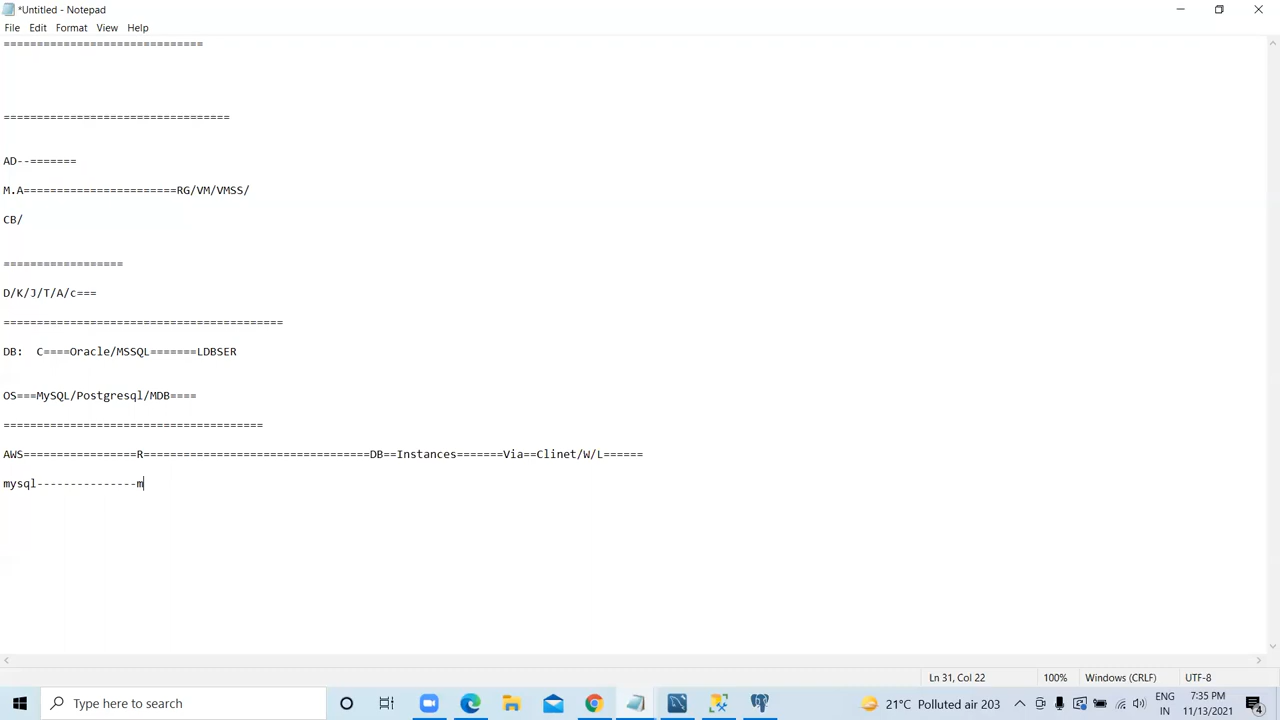 *Untitled - Notepad
File Edit Format View Help
==============================
==================================
AD--=======
M.A=======================RG/VM/VMSS/
CB/
==================
D/K/J/T/A/c===
==========================================
DB:  C====Oracle/MSSQL=======LDBSER
OS===MySQL/Postgresql/MDB====
=======================================
AWS=================R==================================DB==Instances=======Via==Clinet/W/L======
mysql---------------m
Ln 31, Col 22 100% Windows (CRLF) UTF-8
Type here to search
21°C Polluted air 203
ENG
IN
7:35 PM
11/13/2021
4